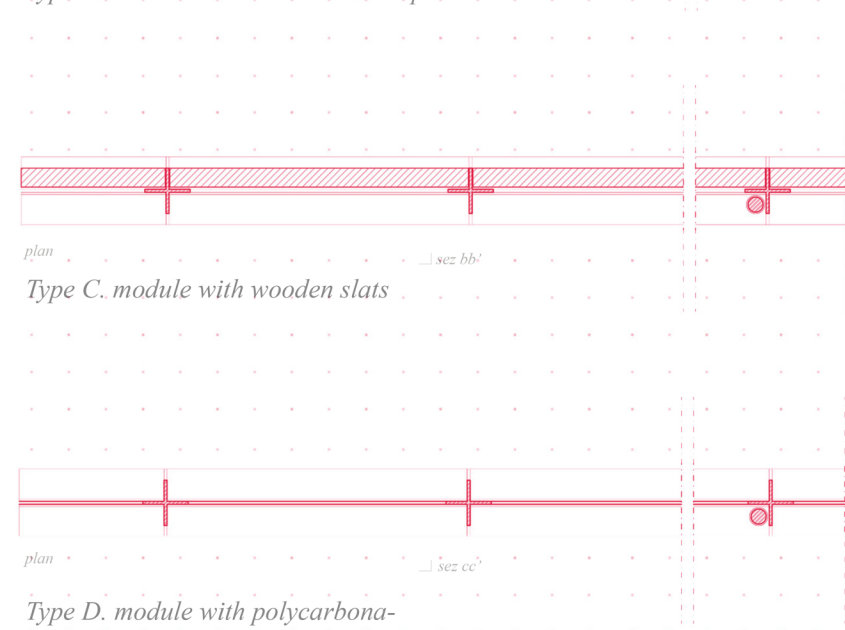 plan
sez bb'
Type C. module with wooden slats
plan
sez cc'
Type D. module with polycarbona-